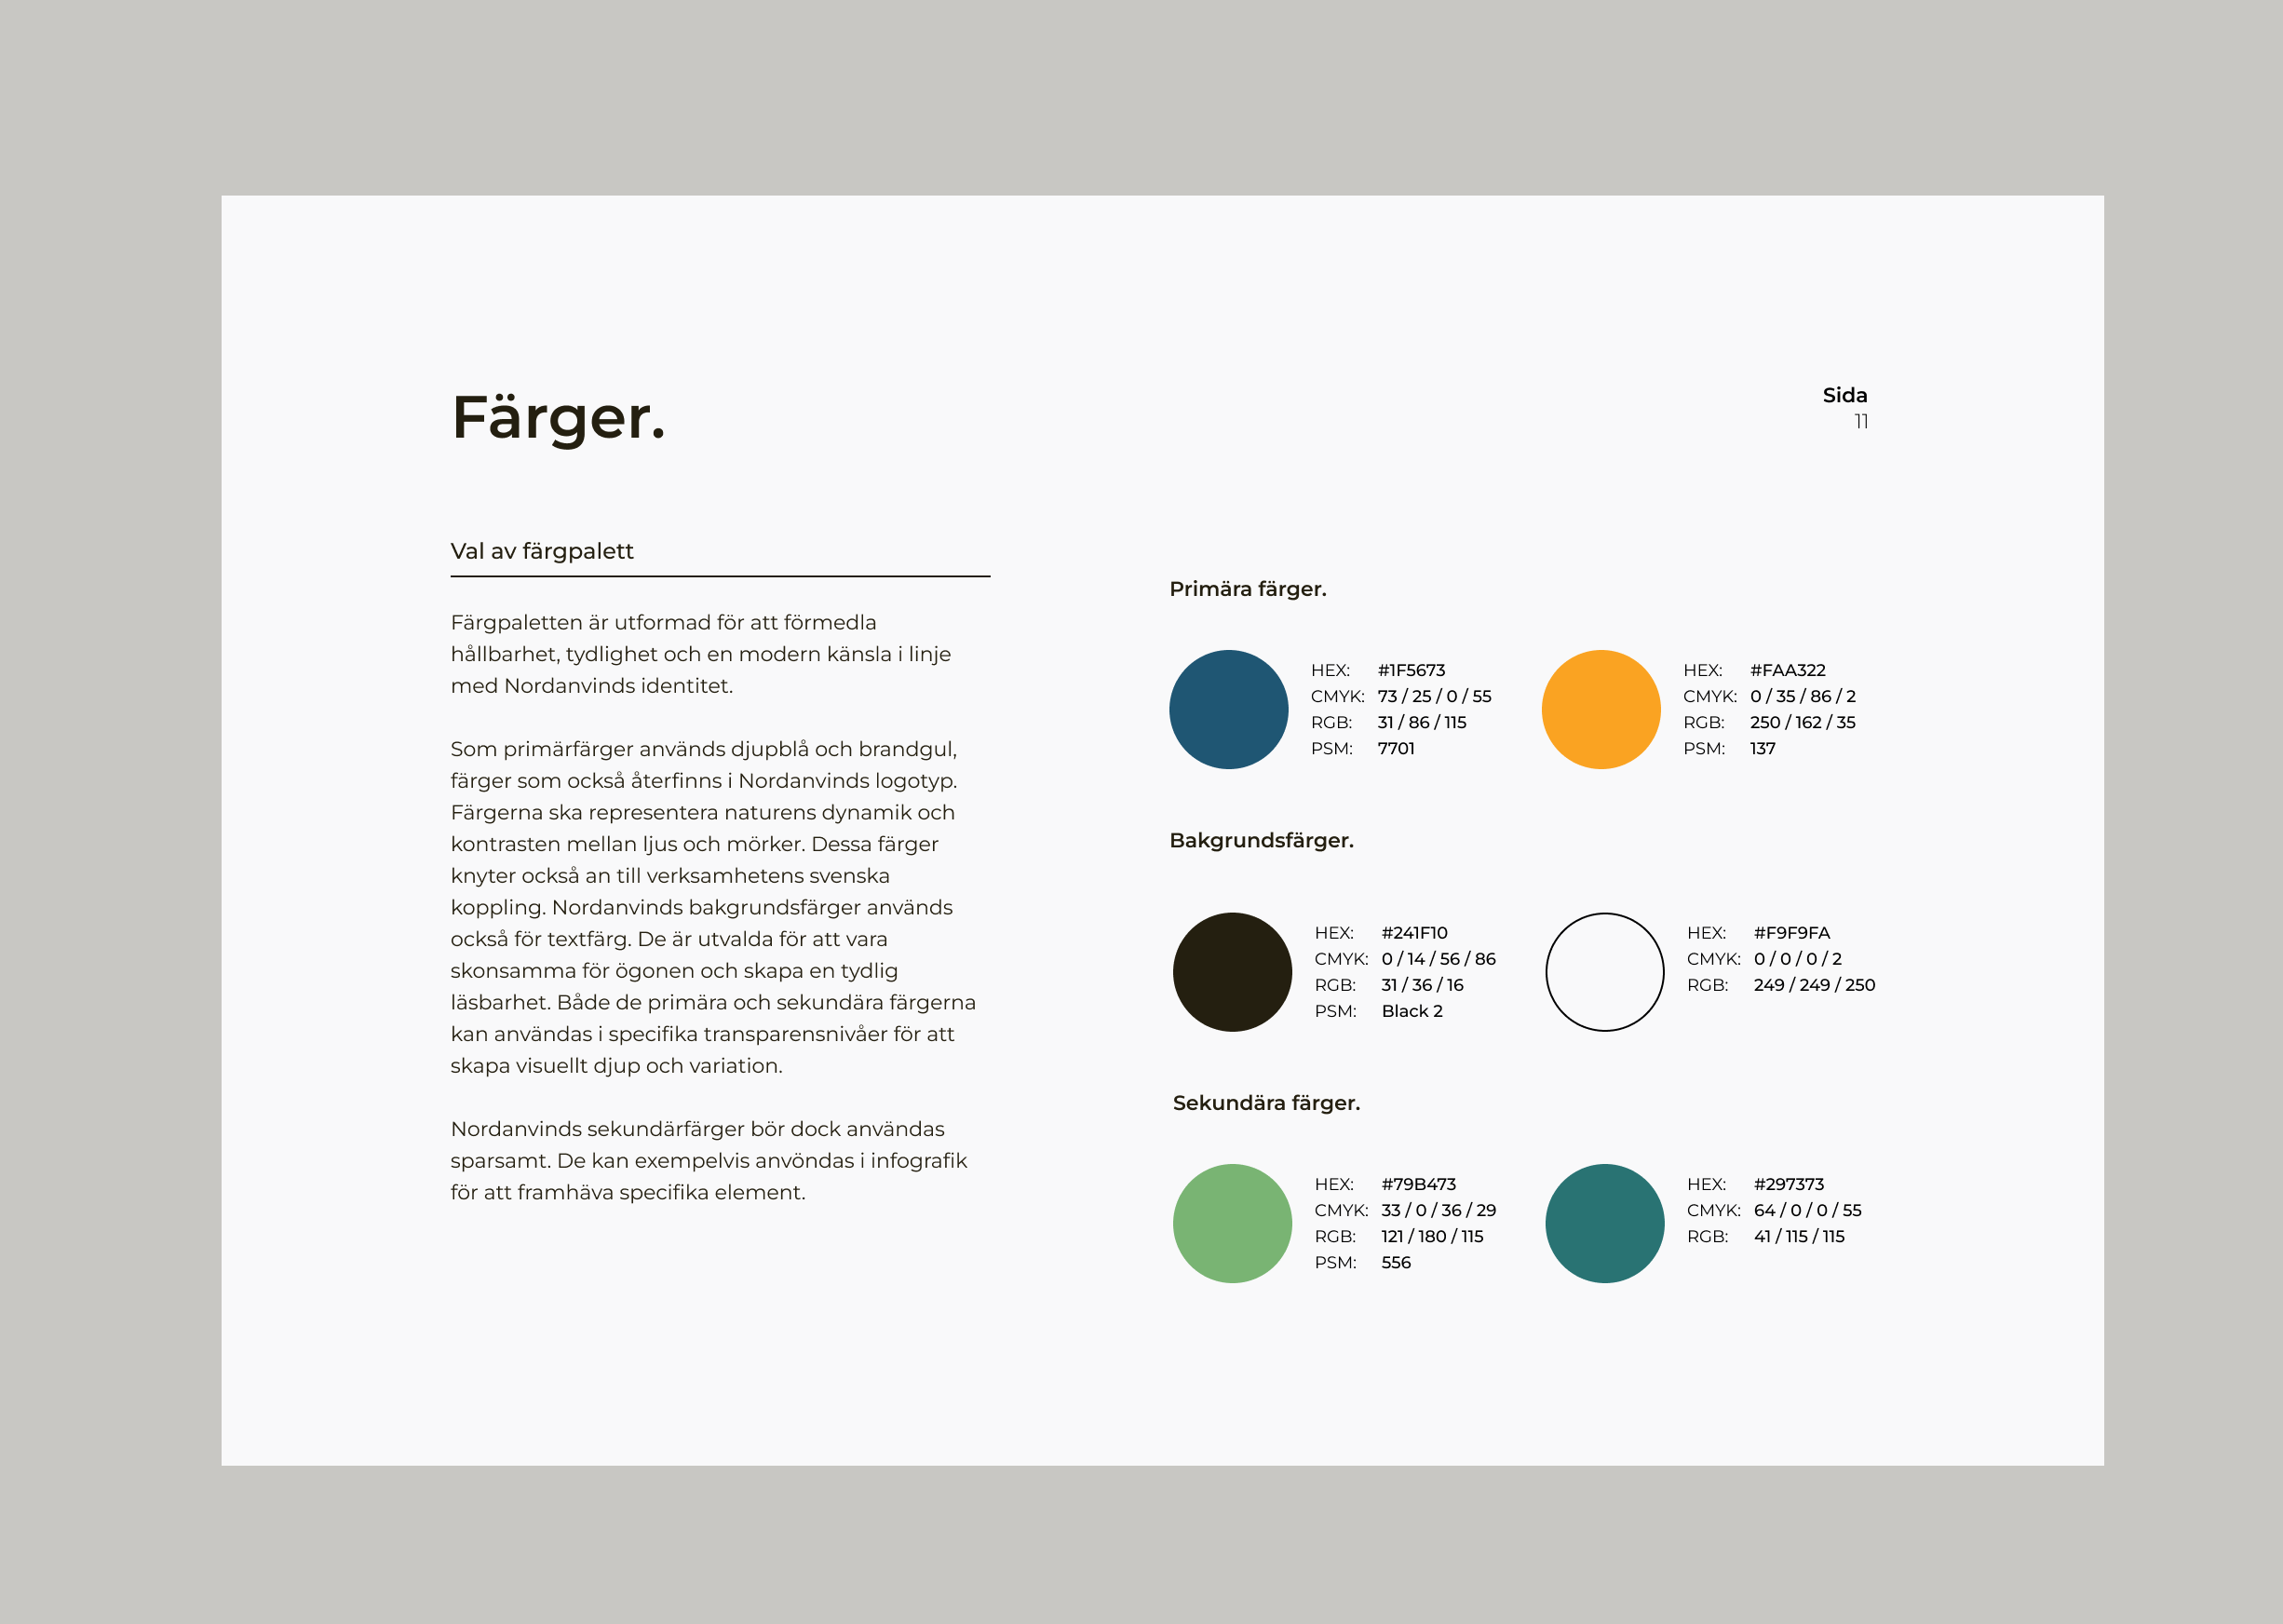 Färger.
Sida
11
Val av färgpalett
Färgpaletten är utformad för att förmedla
hållbarhet, tydlighet och en modern känsla i linje
med Nordanvinds identitet.
Som primärfärger används djupblå och brandgul,
färger som också återfinns i Nordanvinds logotyp.
Färgerna ska representera naturens dynamik och
kontrasten mellan ljus och mörker. Dessa färger
knyter också an till verksamhetens svenska
koppling. Nordanvinds bakgrundsfärger används
också för textfärg. De är utvalda för att vara
skonsamma för ögonen och skapa en tydlig
läsbarhet. Både de primära och sekundära färgerna
kan användas i specifika transparensnivåer för att
skapa visuellt djup och variation.
Nordanvinds sekundärfärger bör dock användas
sparsamt. De kan exempelvis anvöndas i infografik
för att framhäva specifika element.
Primära färger.
HEX: #1F5673
CMYK: 73 / 25 / 0 / 55
RGB: 31 / 86 / 115
PSM: 7701
HEX: #FAA322
CMYK: 0 / 35 / 86 / 2
RGB: 250 / 162 / 35
PSM: 137
Bakgrundsfärger.
HEX: #241F10
CMYK: 0 / 14 / 56 / 86
RGB: 31 / 36 / 16
PSM: Black 2
HEX: #F9F9FA
CMYK: 0 / 0 / 0 / 2
RGB: 249 / 249 / 250
Sekundära färger.
HEX: #79B473
CMYK: 33 / 0 / 36 / 29
RGB: 121 / 180 / 115
PSM: 556
HEX: #297373
CMYK: 64 / 0 / 0 / 55
RGB: 41 / 115 / 115